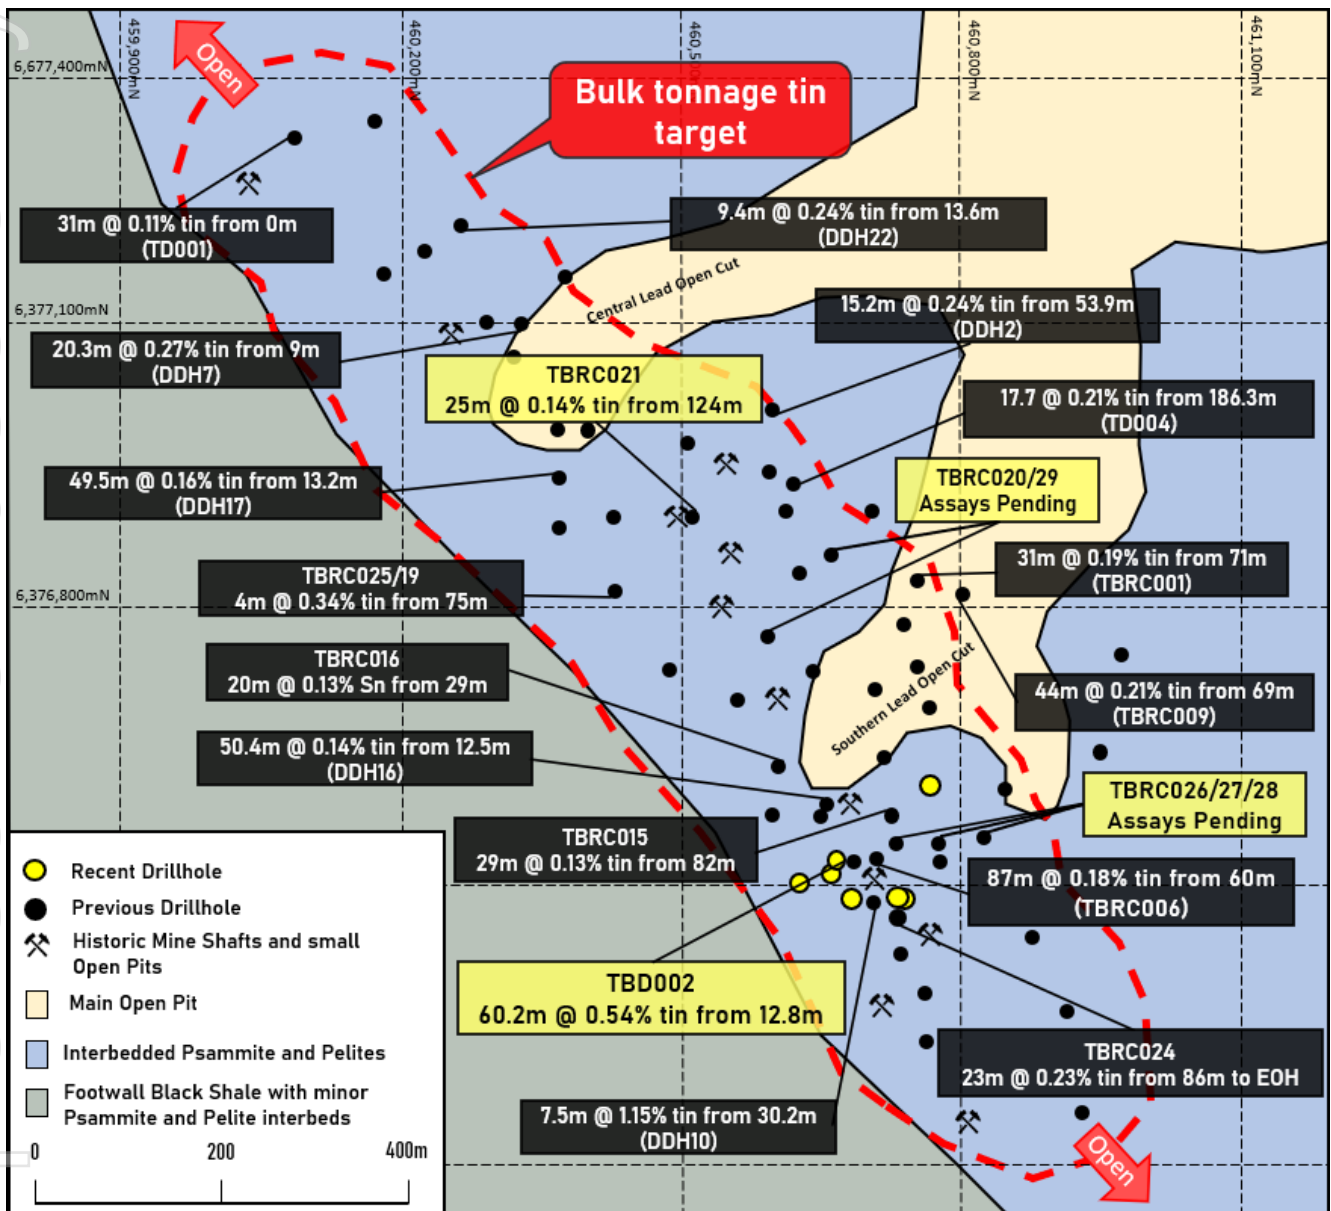 459,900mN
460,200mN
460,500mN
460,800mN
461,100mN
6,677,400mN
Open
Bulk tonnage tin
target
31m @ 0.11% tin from 0m
(TD001)
9.4m @ 0.24% tin from 13.6m
(DDH22)
Central Lead Open Cut
6,377,100mN
15.2m @ 0.24% tin from 53.9m
(DDH2)
20.3m @ 0.27% tin from 9m
(DDH7)
TBRC021
25m @ 0.14% tin from 124m
17.7 @ 0.21% tin from 186.3m
(TD004)
49.5m @ 0.16% tin from 13.2m
(DDH17)
TBRC020/29
Assays Pending
31m @ 0.19% tin from 71m
(TBRC001)
TBRC025/19
4m @ 0.34% tin from 75m
6,376,800mN
TBRC016
20m @ 0.13% Sn from 29m
Southern Lead Open Cut
44m @ 0.21% tin from 69m
(TBRC009)
50.4m @ 0.14% tin from 12.5m
(DDH16)
TBRC026/27/28
Assays Pending
TBRC015
29m @ 0.13% tin from 82m
87m @ 0.18% tin from 60m
(TBRC006)
TBD002
60.2m @ 0.54% tin from 12.8m
TBRC024
23m @ 0.23% tin from 86m to EOH
7.5m @ 1.15% tin from 30.2m
(DDH10)
Open
Recent Drillhole
Previous Drillhole
Historic Mine Shafts and small
Open Pits
Main Open Pit
Interbedded Psammite and Pelites
Footwall Black Shale with minor
Psammite and Pelite interbeds
0 200 400m